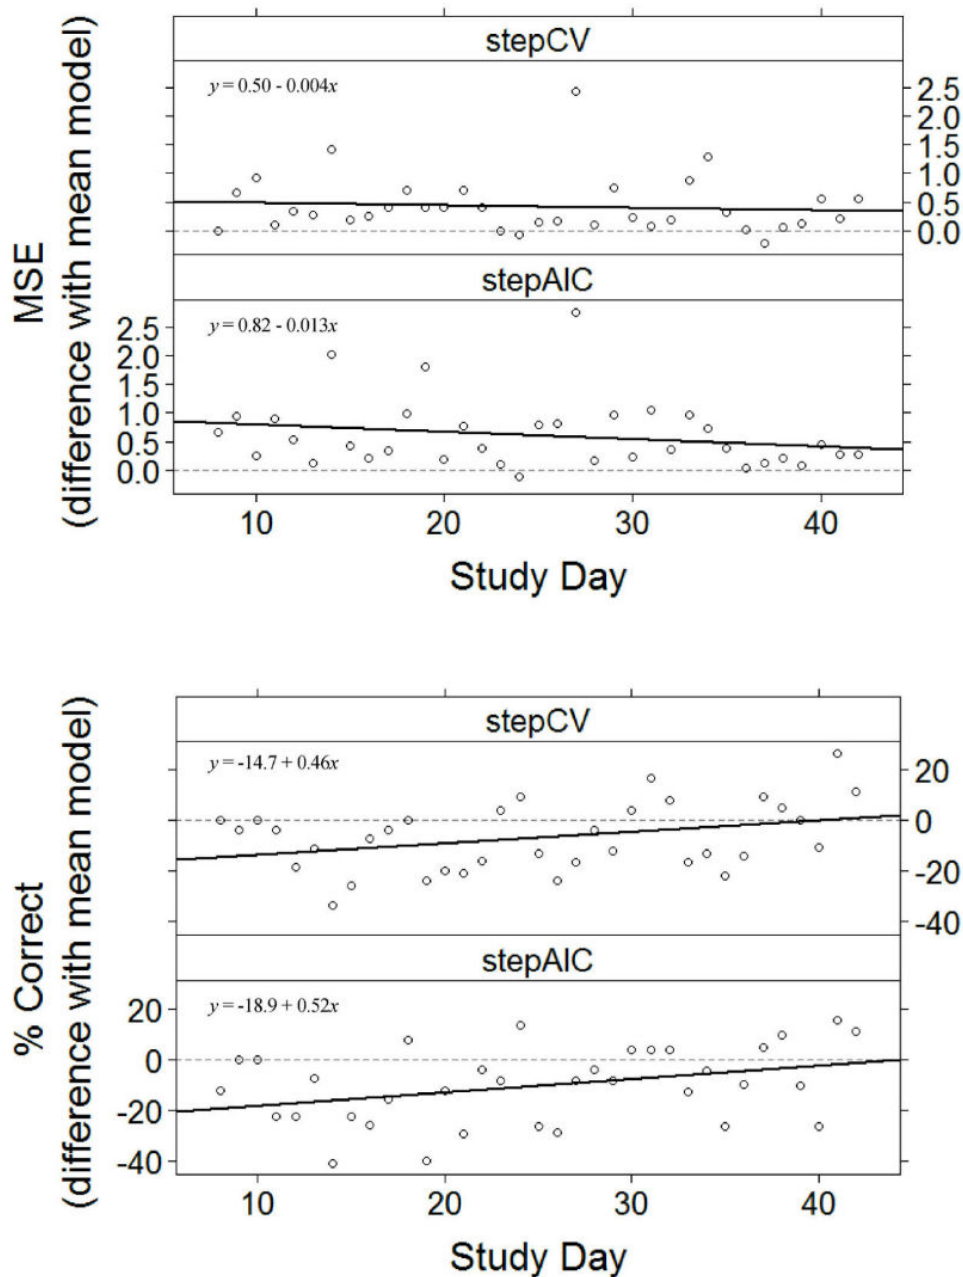 MSE
(difference with mean model)
stepCV
y = 0.50 - 0.004x
2.5
2.0
1.5
1.0
0.5
0.0
stepAIC
y = 0.82 - 0.013x
2.5
2.0
1.5
1.0
0.5
0.0
10 20 30 40
Study Day
% Correct
(difference with mean model)
stepCV
y = -14.7 + 0.46x
20
0
-20
-40
stepAIC
y = -18.9 + 0.52x
20
0
-20
-40
10 20 30 40
Study Day